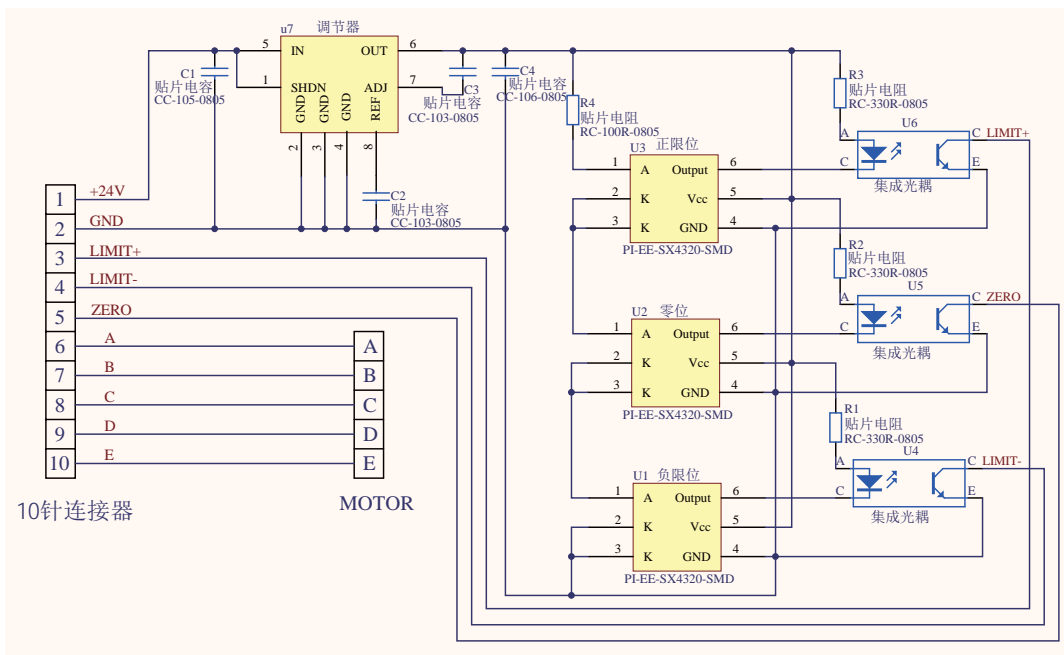 u7 调节器
5 IN OUT 6
1 SHDN ADJ 7
GND GND GND REF
2 3 4 8
C1
贴片电容
CC-105-0805
C3
贴片电容
CC-103-0805
C4
贴片电容
CC-106-0805
C2
贴片电容
CC-103-0805
R4
贴片电阻
RC-100R-0805
R3
贴片电阻
RC-330R-0805
U6
A C LIMIT+
C E
集成光耦
U3 正限位
1 A Output 6
2 K Vcc 5
3 K GND 4
PI-EE-SX4320-SMD
R2
贴片电阻
RC-330R-0805
U5
A C ZERO
C E
集成光耦
U2 零位
1 A Output 6
2 K Vcc 5
3 K GND 4
PI-EE-SX4320-SMD
R1
贴片电阻
RC-330R-0805
U4
A C LIMIT-
C E
集成光耦
U1 负限位
1 A Output 6
2 K Vcc 5
3 K GND 4
PI-EE-SX4320-SMD
1 +24V
2 GND
3 LIMIT+
4 LIMIT-
5 ZERO
6 A A
7 B B
8 C C
9 D D
10 E E
10针连接器
MOTOR